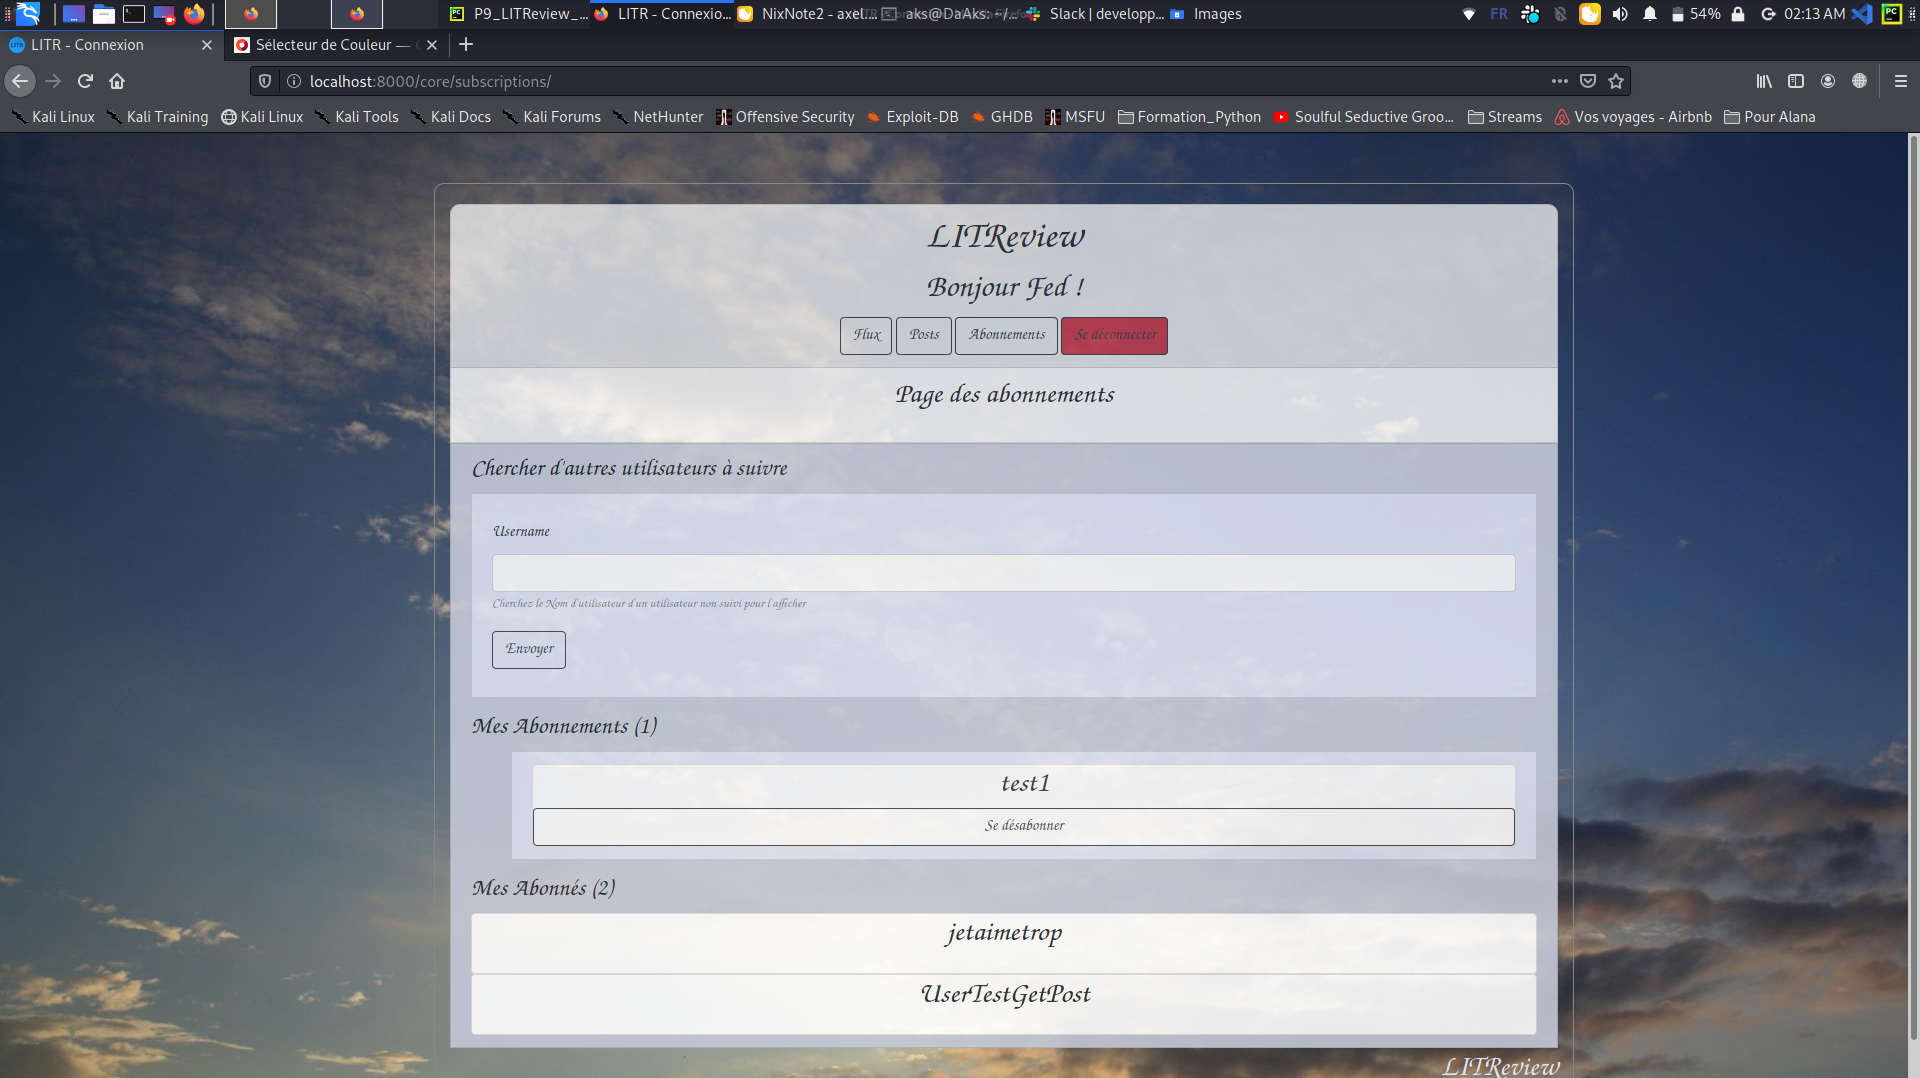 P9_LITReview_...
LITR - Connexio...
NixNote2 - axel...
aks@DaAks: ~/...
Slack | developp...
Images
FR
54%
02:13 AM
LITR - Connexion
Sélecteur de Couleur —
localhost:8000/core/subscriptions/
Kali Linux
Kali Training
Kali Linux
Kali Tools
Kali Docs
Kali Forums
NetHunter
Offensive Security
Exploit-DB
GHDB
MSFU
Formation_Python
Soulful Seductive Groo...
Streams
Vos voyages - Airbnb
Pour Alana
LITReview
Bonjour Fed !
Flux
Posts
Abonnements
Se déconnecter
Page des abonnements
Chercher d'autres utilisateurs à suivre
Username
Cherchez le Nom d'utilisateur d'un utilisateur non suivi pour l'afficher
Envoyer
Mes Abonnements (1)
test1
Se désabonner
Mes Abonnés (2)
jetaimetrop
UserTestGetPost
LITReview